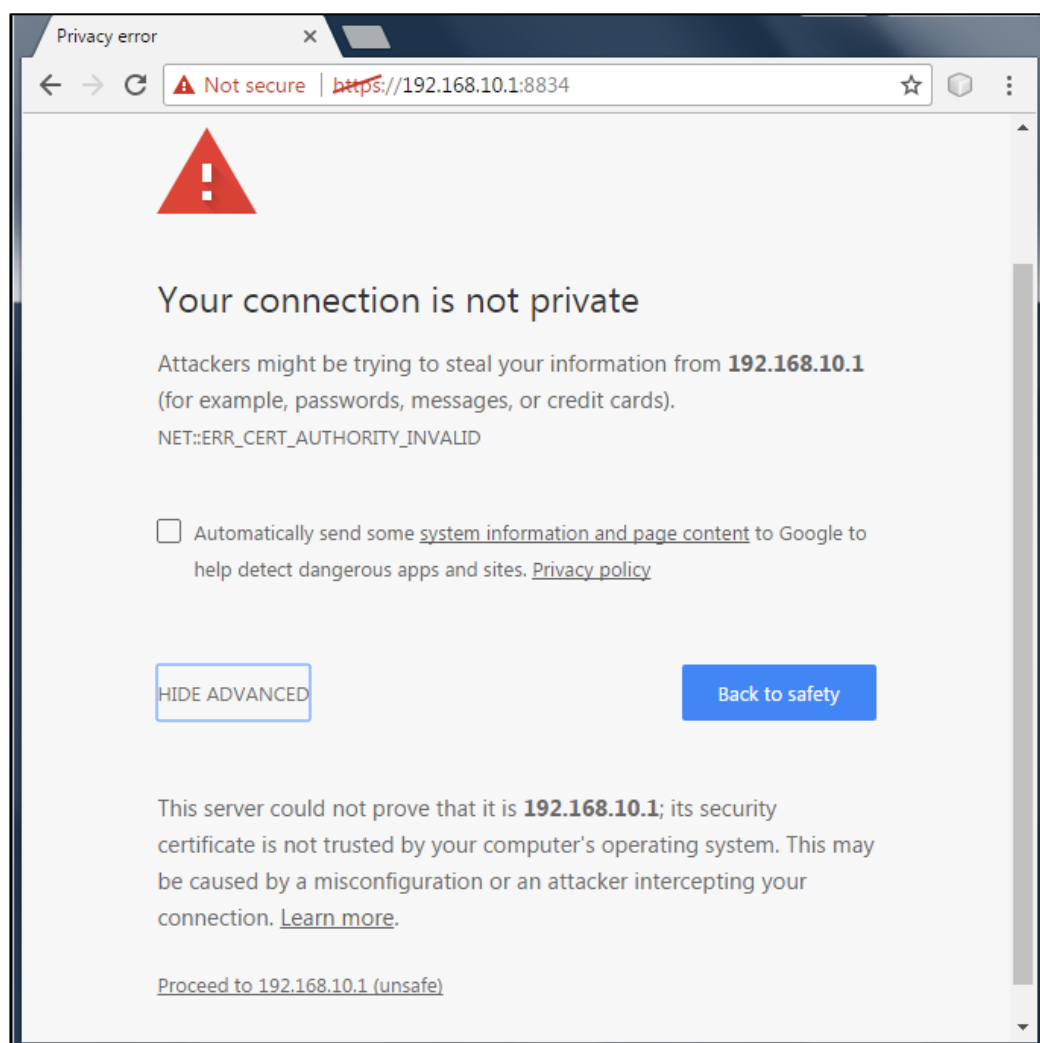 Privacy error
Not secure | https://192.168.10.1:8834
Your connection is not private
Attackers might be trying to steal your information from 192.168.10.1
(for example, passwords, messages, or credit cards).
NET::ERR_CERT_AUTHORITY_INVALID
Automatically send some system information and page content to Google to
help detect dangerous apps and sites. Privacy policy
HIDE ADVANCED
Back to safety
This server could not prove that it is 192.168.10.1; its security
certificate is not trusted by your computer's operating system. This may
be caused by a misconfiguration or an attacker intercepting your
connection. Learn more.
Proceed to 192.168.10.1 (unsafe)